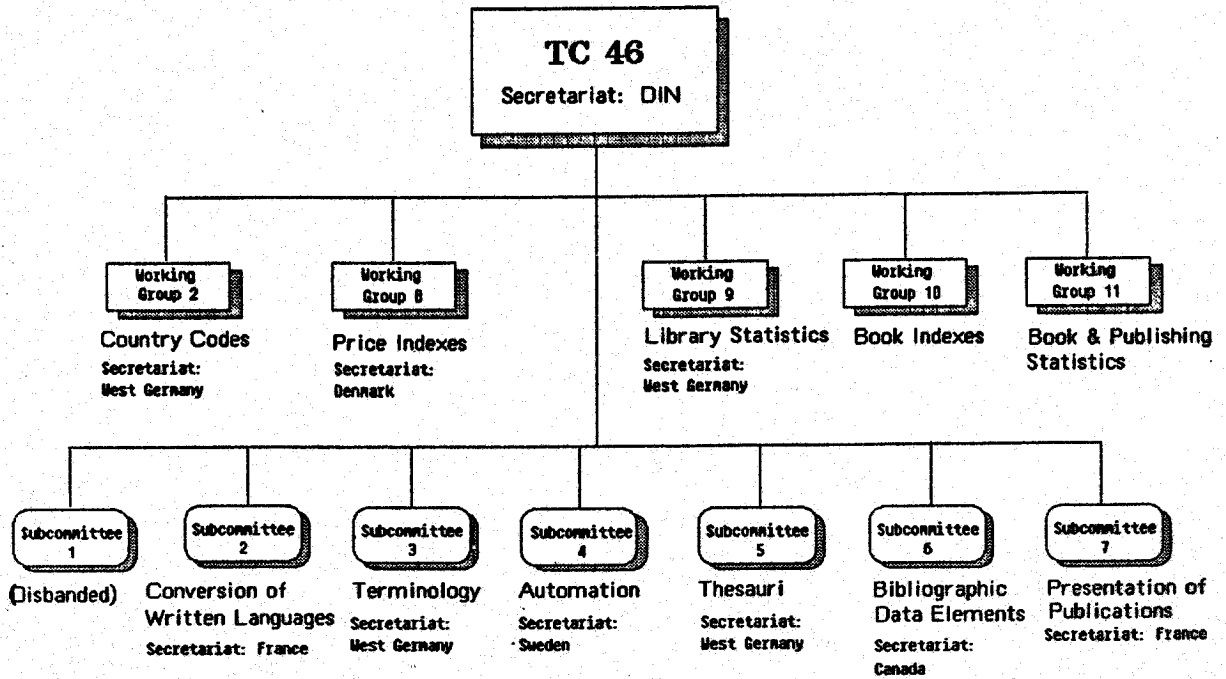 TC 46
Secretariat: DIN
Working
Group 2
Country Codes
Secretariat:
West Germany
Working
Group 8
Price Indexes
Secretariat:
Denmark
Working
Group 9
Library Statistics
Secretariat:
West Germany
Working
Group 10
Book Indexes
Working
Group 11
Book & Publishing
Statistics
Subcommittee
1
(Disbanded)
Subcommittee
2
Conversion of
Written Languages
Secretariat: France
Subcommittee
3
Terminology
Secretariat:
West Germany
Subcommittee
4
Automation
Secretariat:
Sweden
Subcommittee
5
Thesauri
Secretariat:
West Germany
Subcommittee
6
Bibliographic
Data Elements
Secretariat:
Canada
Subcommittee
7
Presentation of
Publications
Secretariat: France